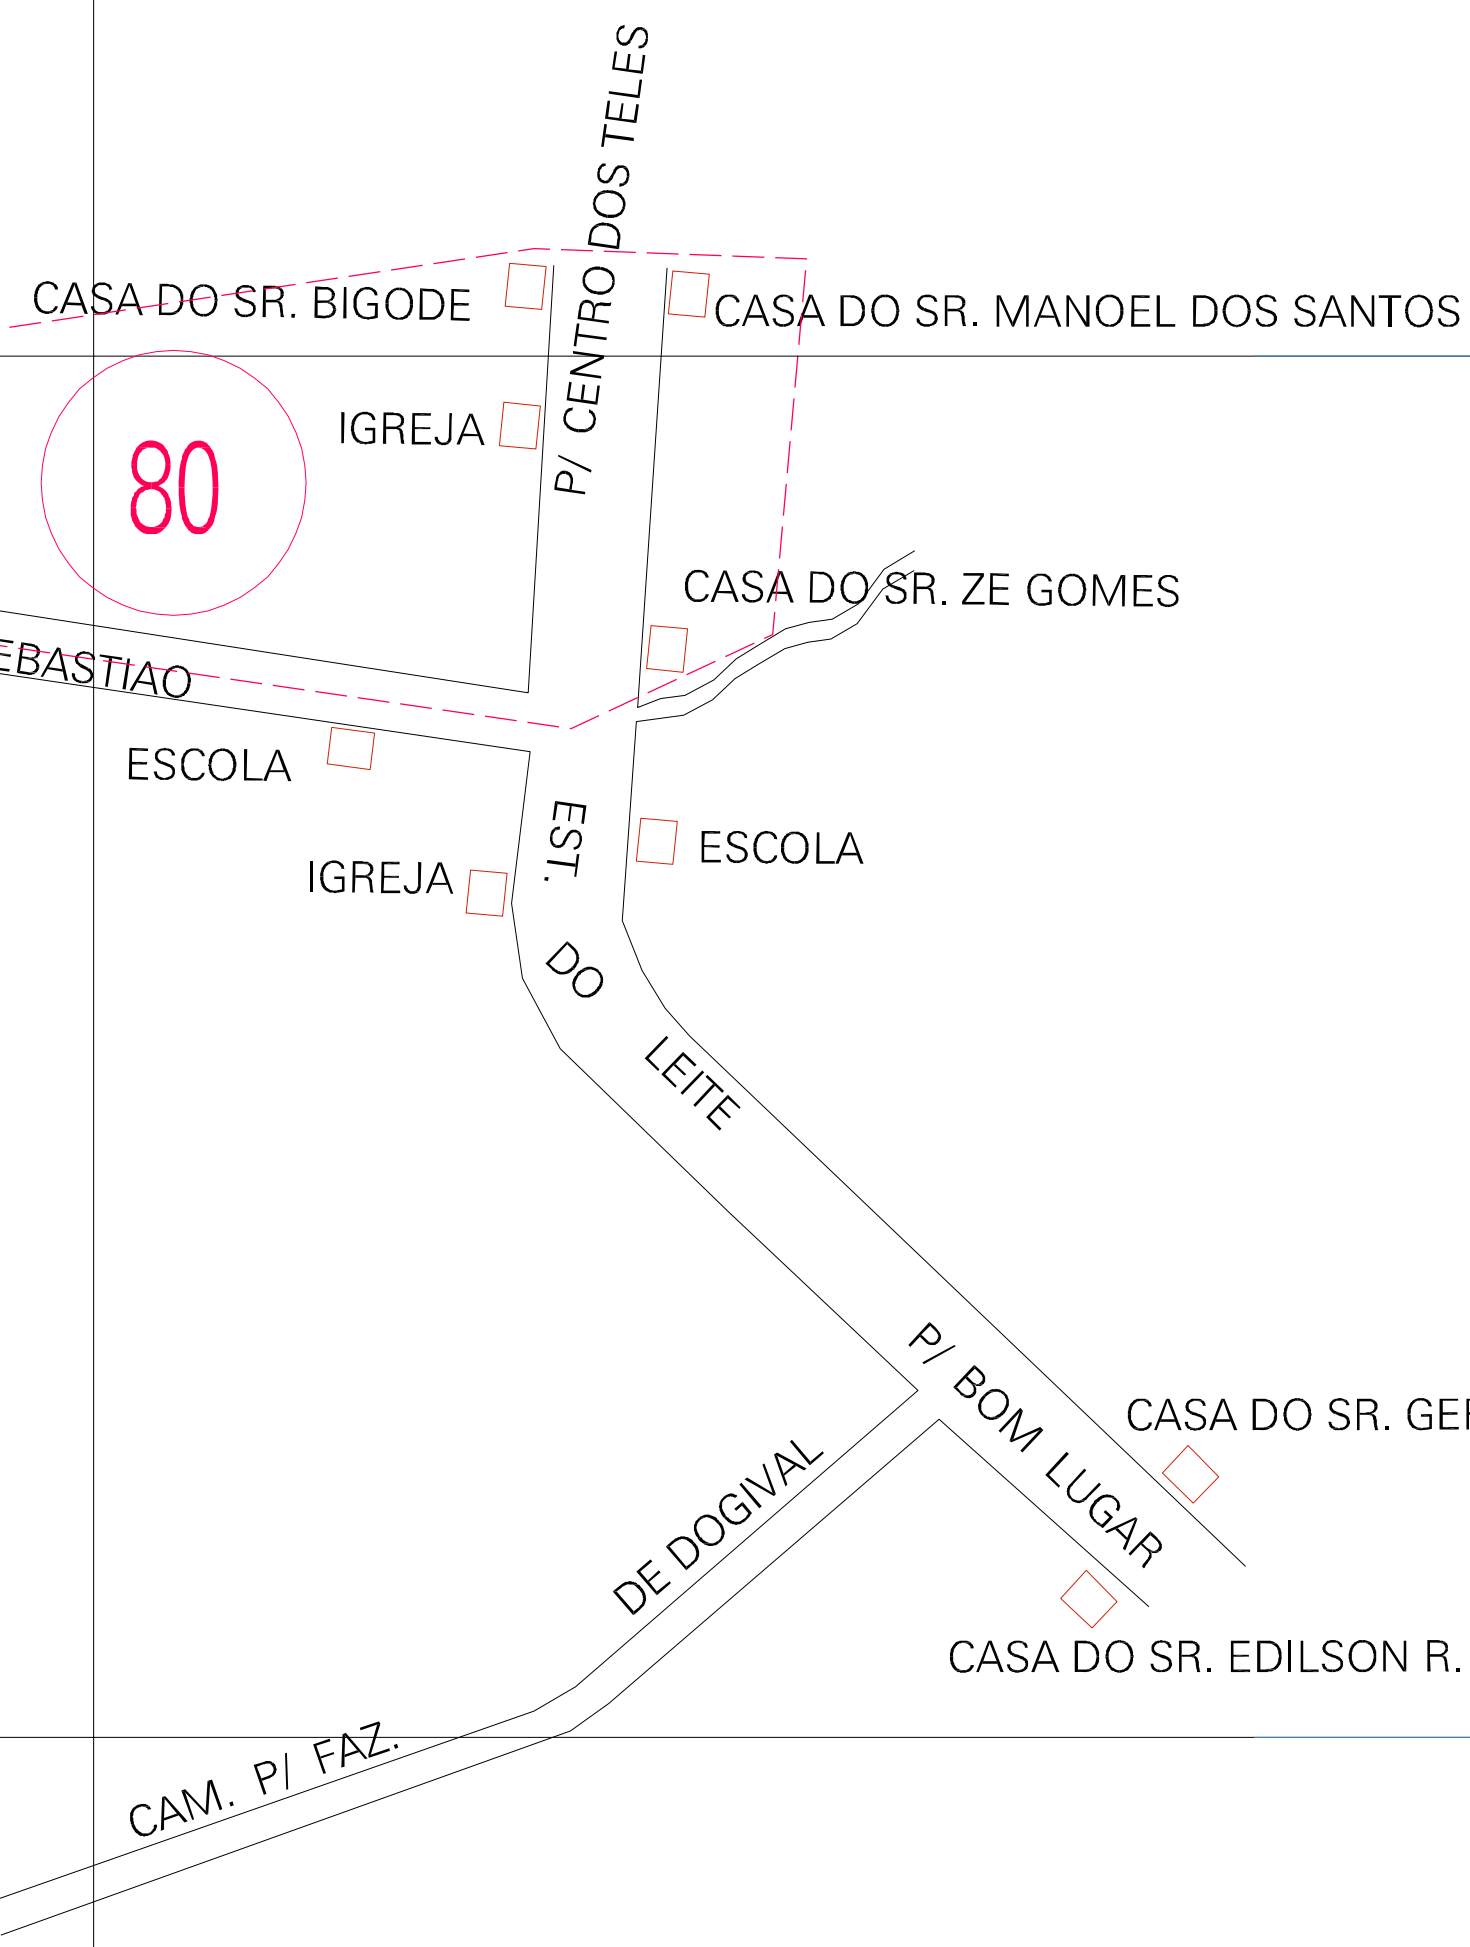 P/ CENTRO DOS TELES
CASA DO SR. BIGODE
CASA DO SR. MANOEL DOS SANTOS
IGREJA
80
CASA DO SR. ZE GOMES
EBASTIAO
ESCOLA
EST. DO LEITE
ESCOLA
IGREJA
P/ BOM LUGAR
CASA DO SR. GE
DE DOGIVAL
CASA DO SR. EDILSON R.
CAM. P/ FAZ.